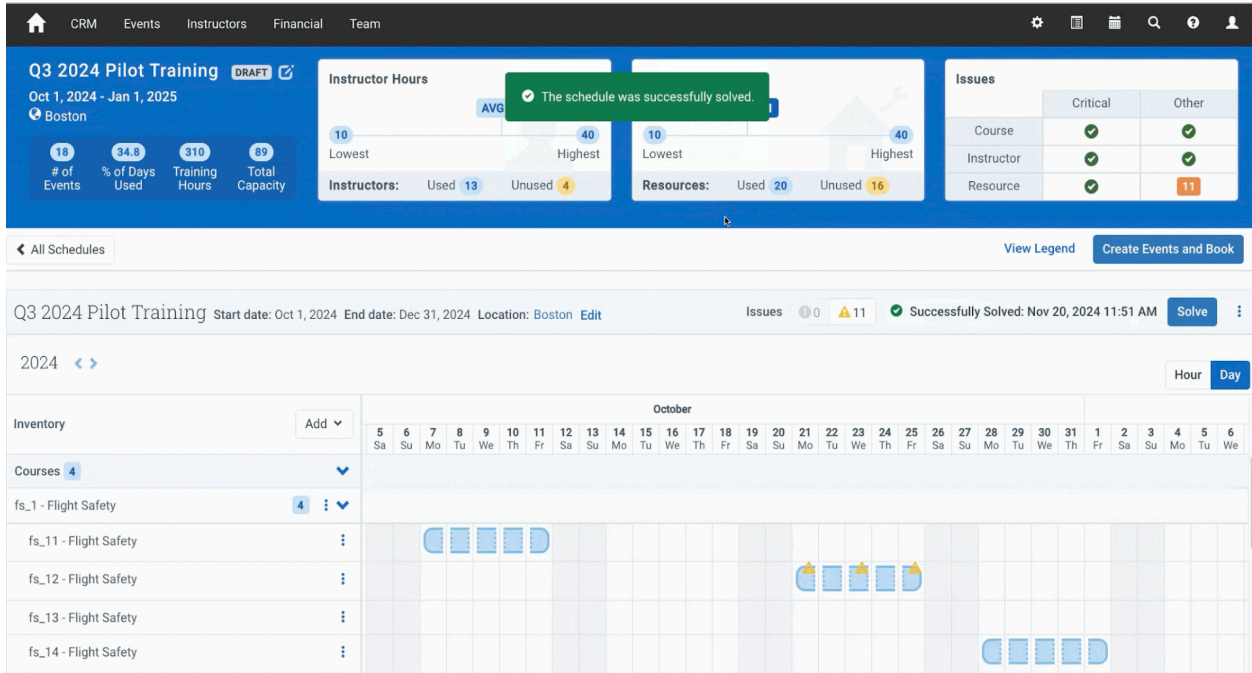 CRM Events Instructors Financial Team
Q3 2024 Pilot Training DRAFT
Oct 1, 2024 - Jan 1, 2025
Boston
18 34.8 310 89
# of % of Days Training Total
Events Used Hours Capacity
Instructor Hours
AVG
10 40
Lowest Highest
Instructors: Used 13 Unused 4
The schedule was successfully solved.
10 40
Lowest Highest
Resources: Used 20 Unused 16
Issues
Critical Other
Course
Instructor
Resource 11
All Schedules View Legend Create Events and Book
Q3 2024 Pilot Training Start date: Oct 1, 2024 End date: Dec 31, 2024 Location: Boston Edit Issues 0 11 Successfully Solved: Nov 20, 2024 11:51 AM Solve
2024
Hour Day
October
Inventory Add
5 6 7 8 9 10 11 12 13 14 15 16 17 18 19 20 21 22 23 24 25 26 27 28 29 30 31 1 2 3 4 5 6
Sa Su Mo Tu We Th Fr Sa Su Mo Tu We Th Fr Sa Su Mo Tu We Th Fr Sa Su Mo Tu We Th Fr Sa Su Mo Tu We
Courses 4
fs_1 - Flight Safety 4
fs_11 - Flight Safety
fs_12 - Flight Safety
fs_13 - Flight Safety
fs_14 - Flight Safety